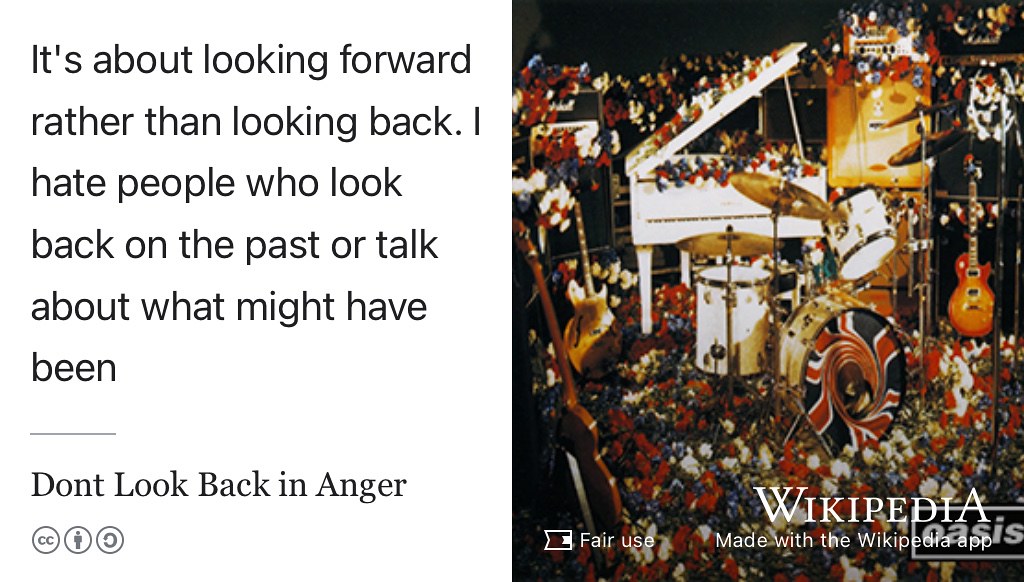 It's about looking forward
rather than looking back. I
hate people who look
back on the past or talk
about what might have
been
Dont Look Back in Anger
cc
Fair use
WIKIPEDIA
Made with the Wikipedia app
oasis